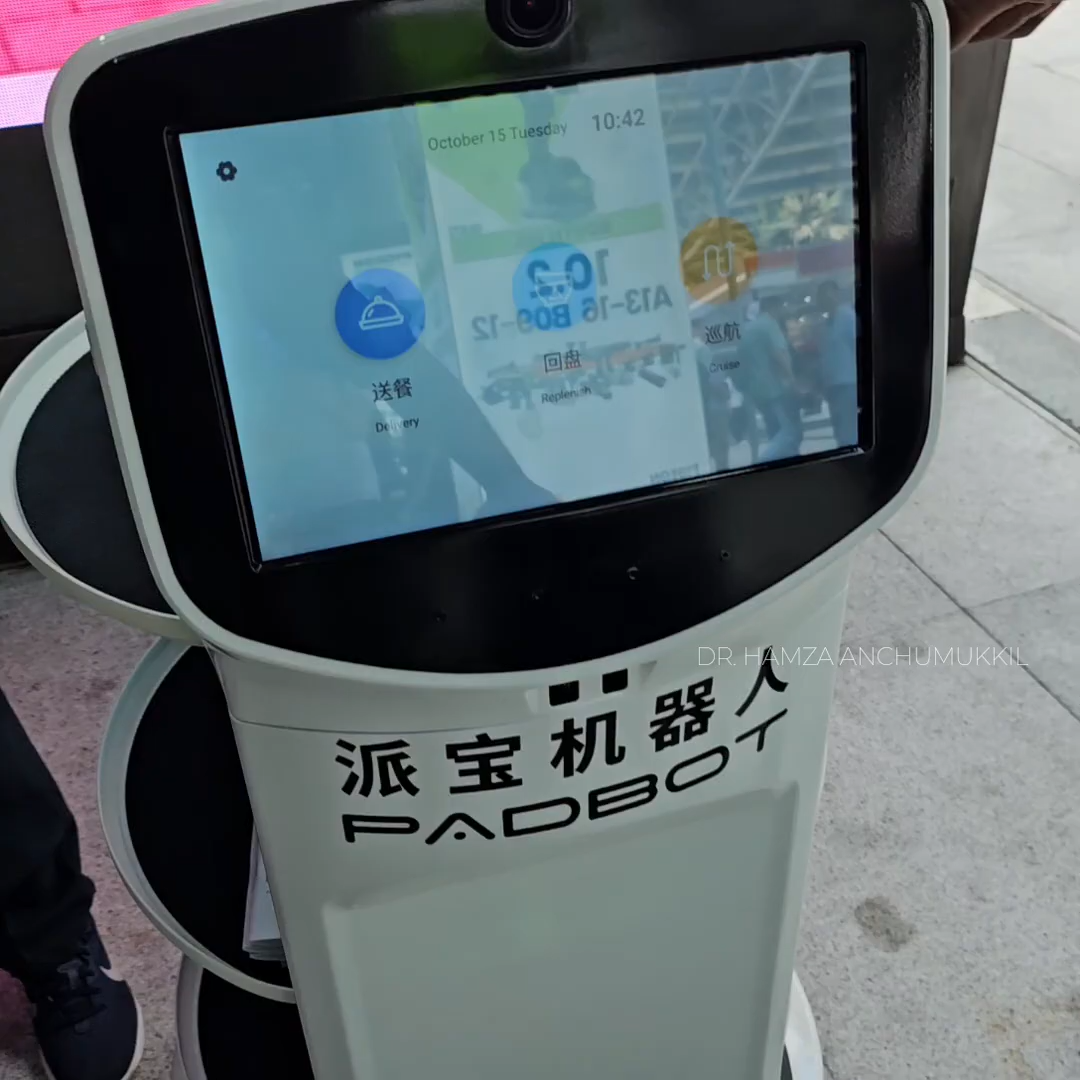 October 15 Tuesday 10:42
送餐
Delivery
回盘
Replenish
巡航
Cruise
10.2
A13-16 B09-12
DR. HAMZA ANCHUMUKKIL
派宝机器人
PADBOT